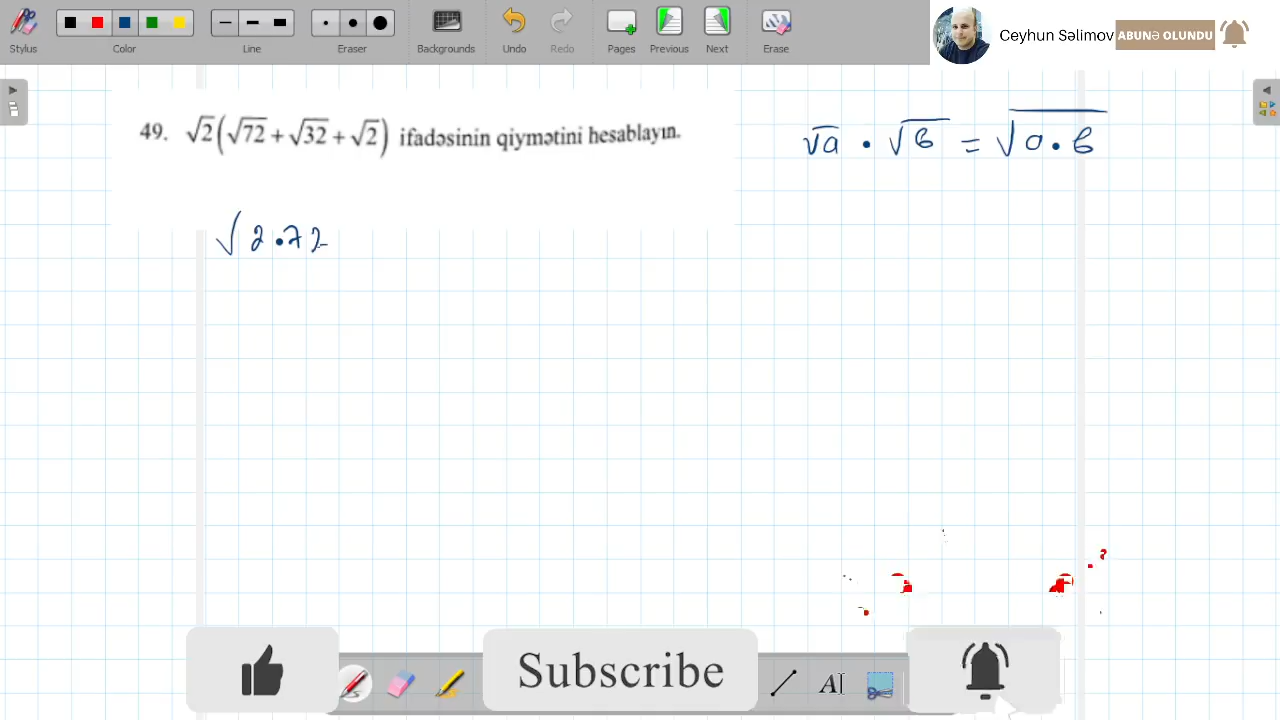 Stylus
Color
Line
Eraser
Backgrounds
Undo
Redo
Pages
Previous
Next
Erase
Ceyhun Səlimov
ABUNƏ OLUNDU
49. √2(√72 + √32 + √2) ifadəsinin qiymətini hesablayın.
√a • √b = √a•b
√2•72
Subscribe
A